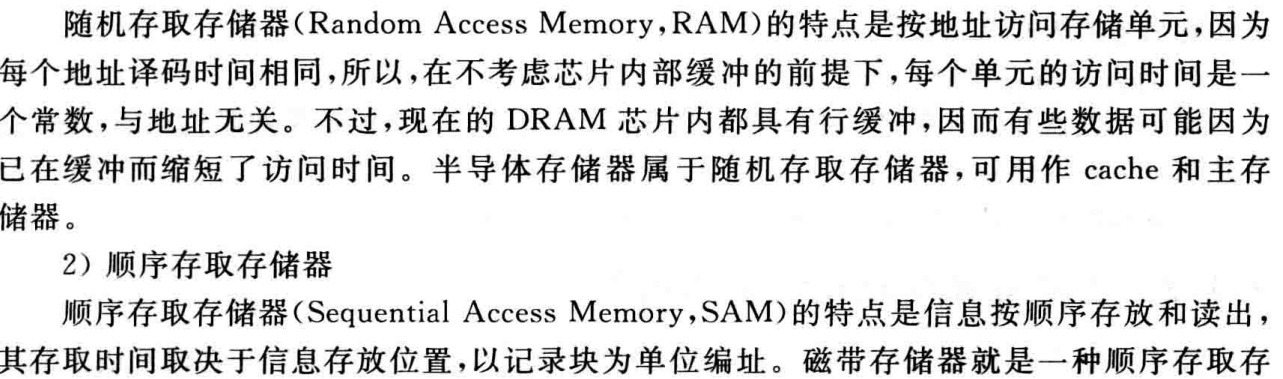 随机存取存储器(Random Access Memory,RAM)的特点是按地址访问存储单元,因为
每个地址译码时间相同,所以,在不考虑芯片内部缓冲的前提下,每个单元的访问时间是一
个常数,与地址无关。不过,现在的 DRAM 芯片内都具有行缓冲,因而有些数据可能因为
已在缓冲而缩短了访问时间。半导体存储器属于随机存取存储器,可用作 cache 和主存
储器。
2) 顺序存取存储器
顺序存取存储器(Sequential Access Memory,SAM)的特点是信息按顺序存放和读出,
其存取时间取决于信息存放位置,以记录块为单位编址。磁带存储器就是一种顺序存取存